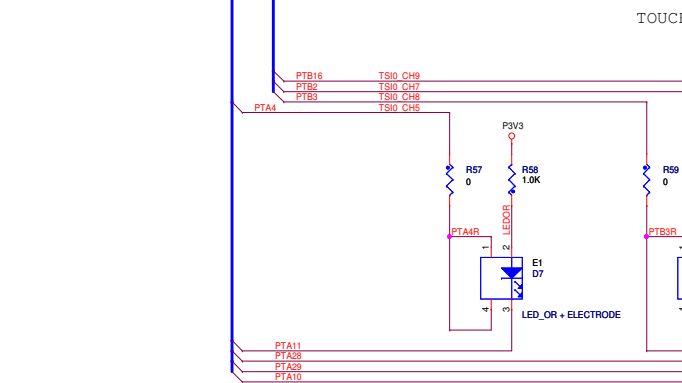 TOUCH
PTB16 TSI0_CH9
PTB2 TSI0_CH7
PTB3 TSI0_CH8
PTA4 TSI0_CH5
P3V3
R57
0
R58
1.0K
R59
0
LEDOR
PTA4R
PTB3R
1
2
E1
D7
4
3
LED_OR + ELECTRODE
PTA11
PTA28
PTA29
PTA10